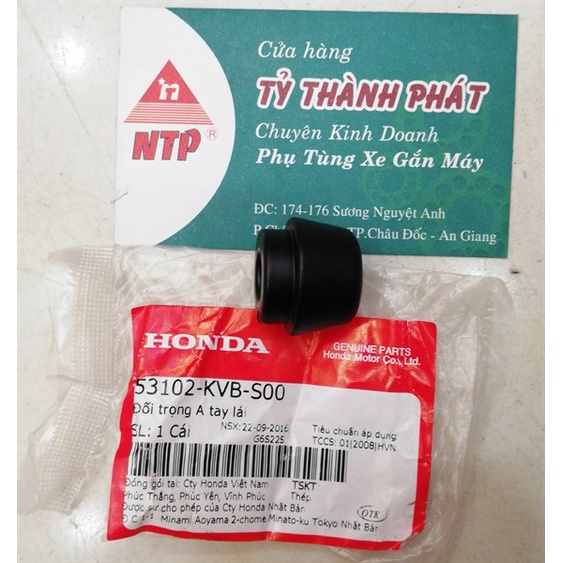 Cửa hàng
TỶ THÀNH PHÁT
Chuyên Kinh Doanh
Phụ Tùng Xe Gắn Máy
NTP ®
ĐC: 174-176 Sương Nguyệt Anh
TP.Châu Đốc - An Giang
HONDA
GENUINE PARTS
Honda Motor Co., Ltd.
53102-KVB-S00
Đối trọng A tay lái
SL: 1 Cái
NSX: 22-09-2016
G6S225
Tiêu chuẩn áp dụng:
TCCS: 01|2008|HVN
Đóng gói tại: Cty Honda Việt Nam
TSKT
Phúc Thắng, Phúc Yên, Vĩnh Phúc
Thép
Được sự cho phép của Cty Honda Nhật Bản
Đ C 1-1 Minami Aoyama 2-chome, Minato-ku Tokyo Nhật Bản
QTK